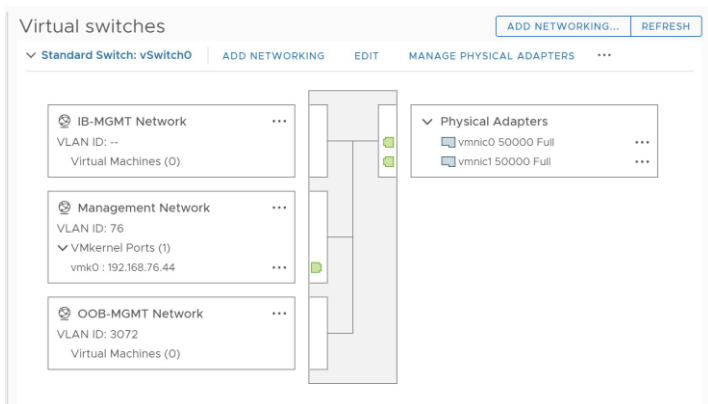 Virtual switches
ADD NETWORKING...
REFRESH
Standard Switch: vSwitch0
ADD NETWORKING
EDIT
MANAGE PHYSICAL ADAPTERS
...
IB-MGMT Network
...
VLAN ID: --
Virtual Machines (0)
Management Network
...
VLAN ID: 76
VMkernel Ports (1)
vmk0 : 192.168.76.44
...
OOB-MGMT Network
...
VLAN ID: 3072
Virtual Machines (0)
Physical Adapters
vmnic0 50000 Full
...
vmnic1 50000 Full
...